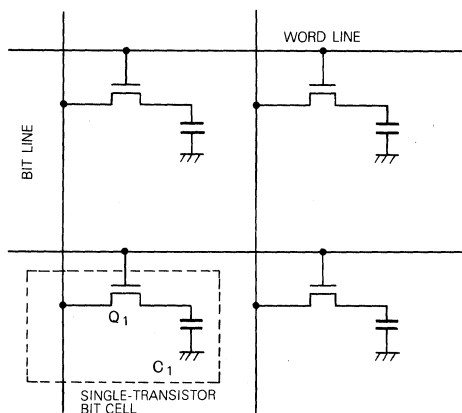 WORD LINE
BIT LINE
Q1
C1
SINGLE-TRANSISTOR
BIT CELL